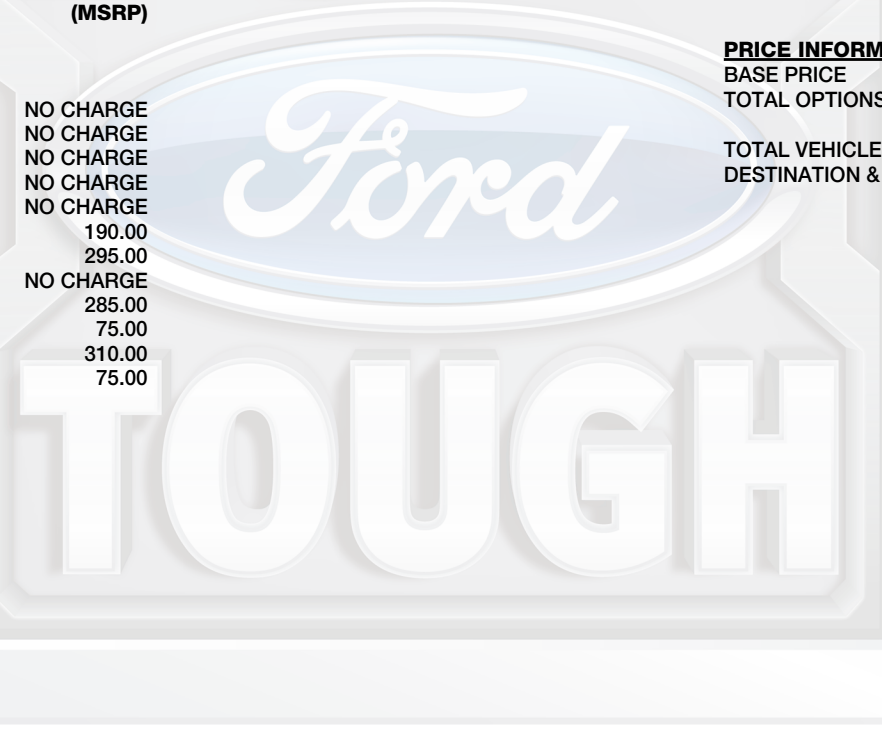 (MSRP)
NO CHARGE
NO CHARGE
NO CHARGE
NO CHARGE
NO CHARGE
190.00
295.00
NO CHARGE
285.00
75.00
310.00
75.00
PRICE INFORM
BASE PRICE
TOTAL OPTIONS
TOTAL VEHICLE
DESTINATION &
Ford
TOUGH